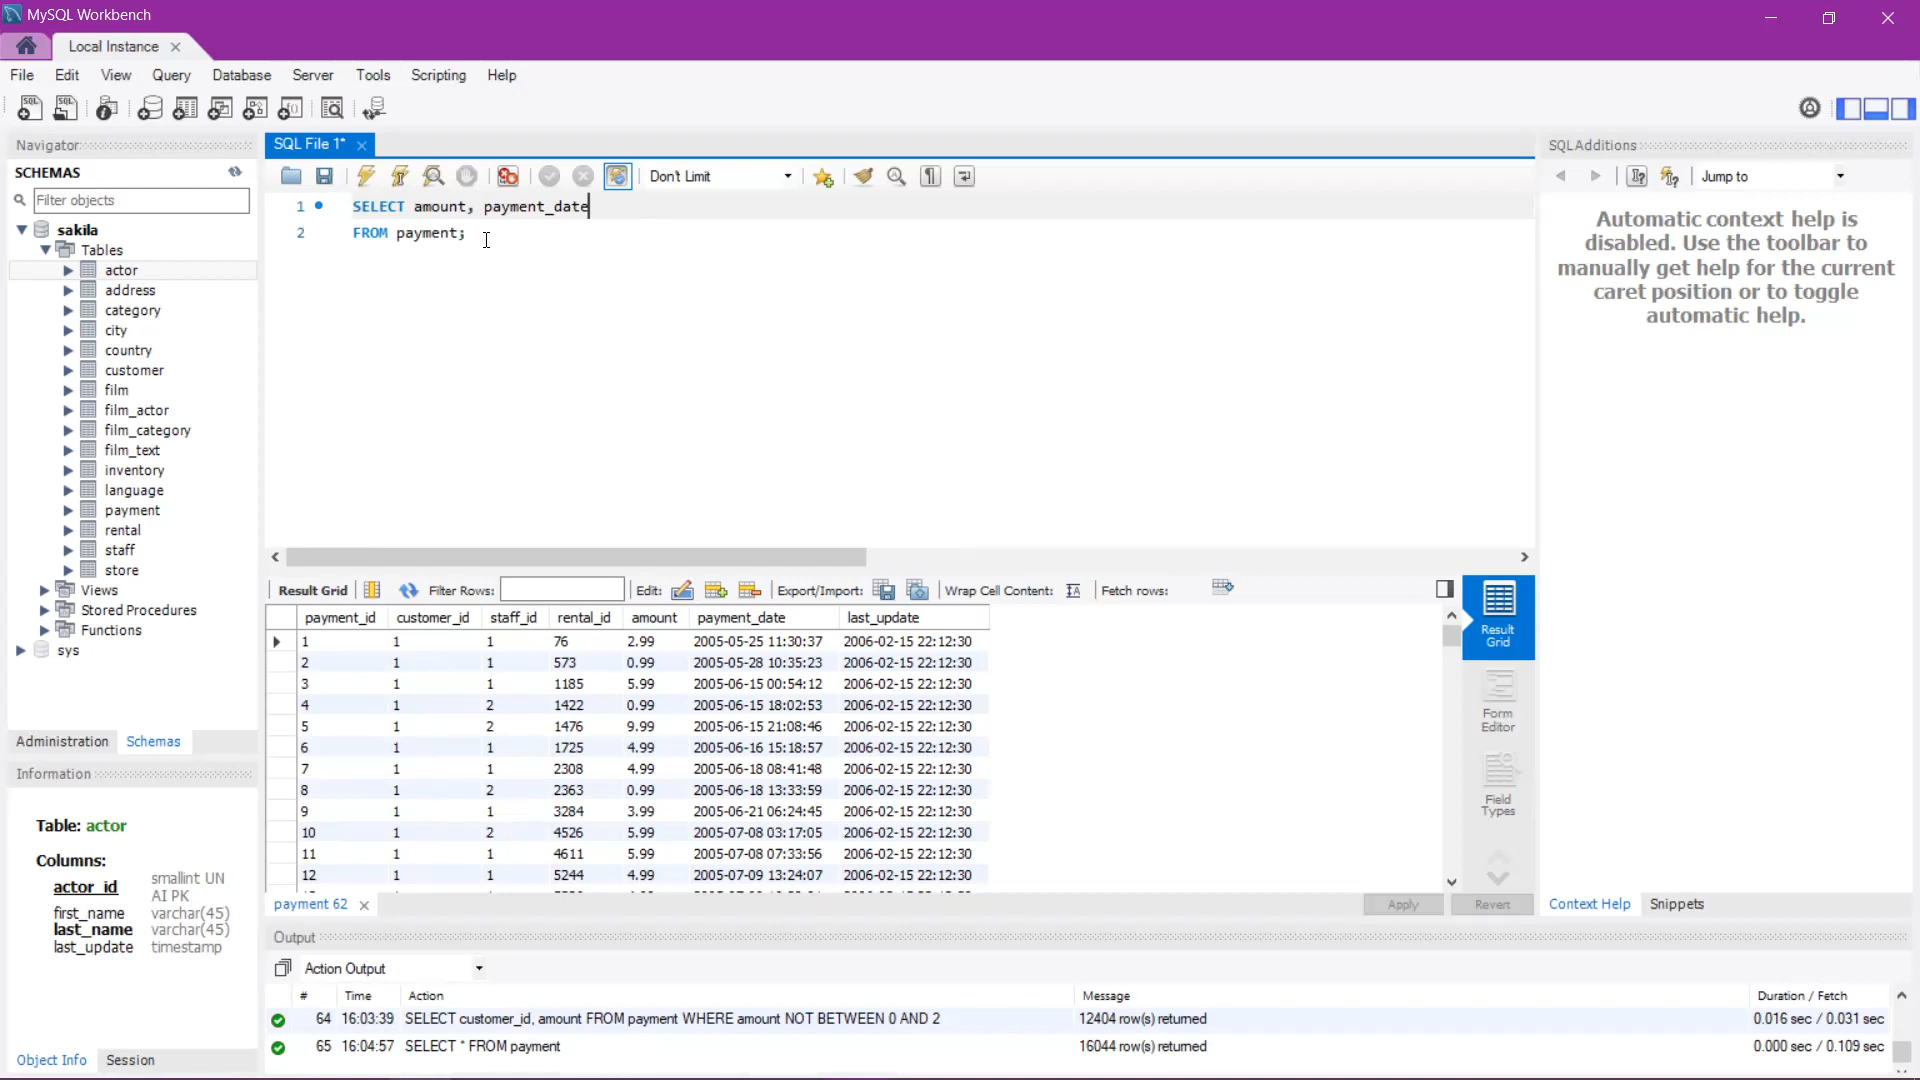 MySQL Workbench
Local Instance
File Edit View Query Database Server Tools Scripting Help
Navigator
SCHEMAS
Filter objects
sakila
Tables
actor
address
category
city
country
customer
film
film_actor
film_category
film_text
inventory
language
payment
rental
staff
store
Views
Stored Procedures
Functions
sys
Administration Schemas
Information
Table: actor
Columns:
actor_id smallint UN AI PK
first_name varchar(45)
last_name varchar(45)
last_update timestamp
Object Info Session
SQL File 1*
Don't Limit
1 SELECT amount, payment_date
2 FROM payment;
Result Grid Filter Rows: Edit: Export/Import: Wrap Cell Content: Fetch rows:
payment_id customer_id staff_id rental_id amount payment_date last_update
1 1 1 76 2.99 2005-05-25 11:30:37 2006-02-15 22:12:30
2 1 1 573 0.99 2005-05-28 10:35:23 2006-02-15 22:12:30
3 1 1 1185 5.99 2005-06-15 00:54:12 2006-02-15 22:12:30
4 1 2 1422 0.99 2005-06-15 18:02:53 2006-02-15 22:12:30
5 1 2 1476 9.99 2005-06-15 21:08:46 2006-02-15 22:12:30
6 1 1 1725 4.99 2005-06-16 15:18:57 2006-02-15 22:12:30
7 1 1 2308 4.99 2005-06-18 08:41:48 2006-02-15 22:12:30
8 1 2 2363 0.99 2005-06-18 13:33:59 2006-02-15 22:12:30
9 1 1 3284 3.99 2005-06-21 06:24:45 2006-02-15 22:12:30
10 1 2 4526 5.99 2005-07-08 03:17:05 2006-02-15 22:12:30
11 1 1 4611 5.99 2005-07-08 07:33:56 2006-02-15 22:12:30
12 1 1 5244 4.99 2005-07-09 13:24:07 2006-02-15 22:12:30
Result
Grid
Form
Editor
Field
Types
payment 62
Apply Revert
Output
Action Output
# Time Action Message Duration / Fetch
64 16:03:39 SELECT customer_id, amount FROM payment WHERE amount NOT BETWEEN 0 AND 2 12404 row(s) returned 0.016 sec / 0.031 sec
65 16:04:57 SELECT * FROM payment 16044 row(s) returned 0.000 sec / 0.109 sec
SQLAdditions
Jump to
Automatic context help is
disabled. Use the toolbar to
manually get help for the current
caret position or to toggle
automatic help.
Context Help Snippets